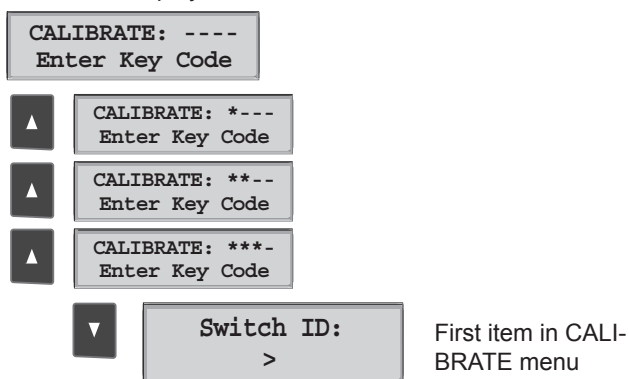 CALIBRATE: ----
Enter Key Code
CALIBRATE: *---
Enter Key Code
CALIBRATE: **--
Enter Key Code
CALIBRATE: ***-
Enter Key Code
Switch ID:
>
First item in CALI-
BRATE menu